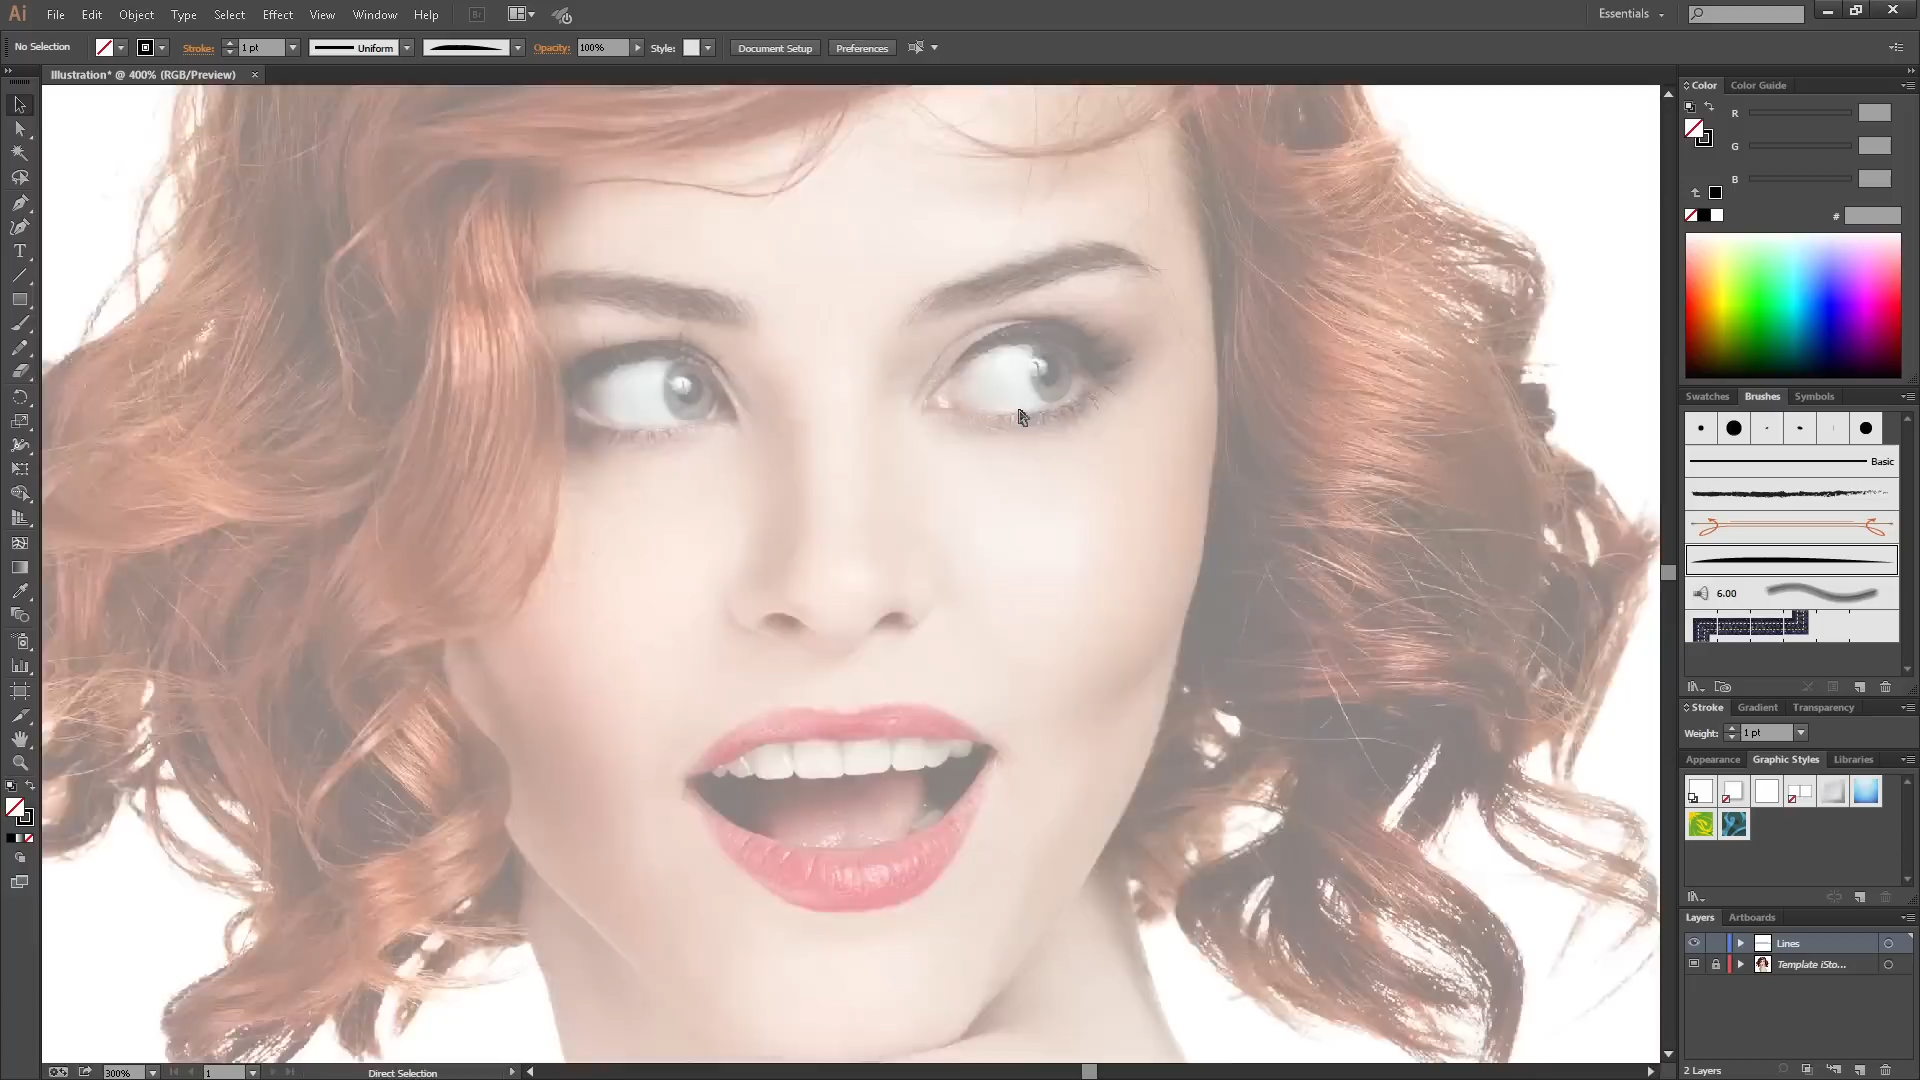 Ai File Edit Object Type Select Effect View Window Help Br Essentials
No Selection Stroke: 1 pt Uniform Opacity: 100% Style: Document Setup Preferences
Illustration* @ 400% (RGB/Preview)
Color Color Guide
R
G
B
#
Swatches Brushes Symbols
Basic
6.00
Stroke Gradient Transparency
Weight: 1 pt
Appearance Graphic Styles Libraries
Layers Artboards
Lines
Template iSto...
300% 1 Direct Selection 2 Layers